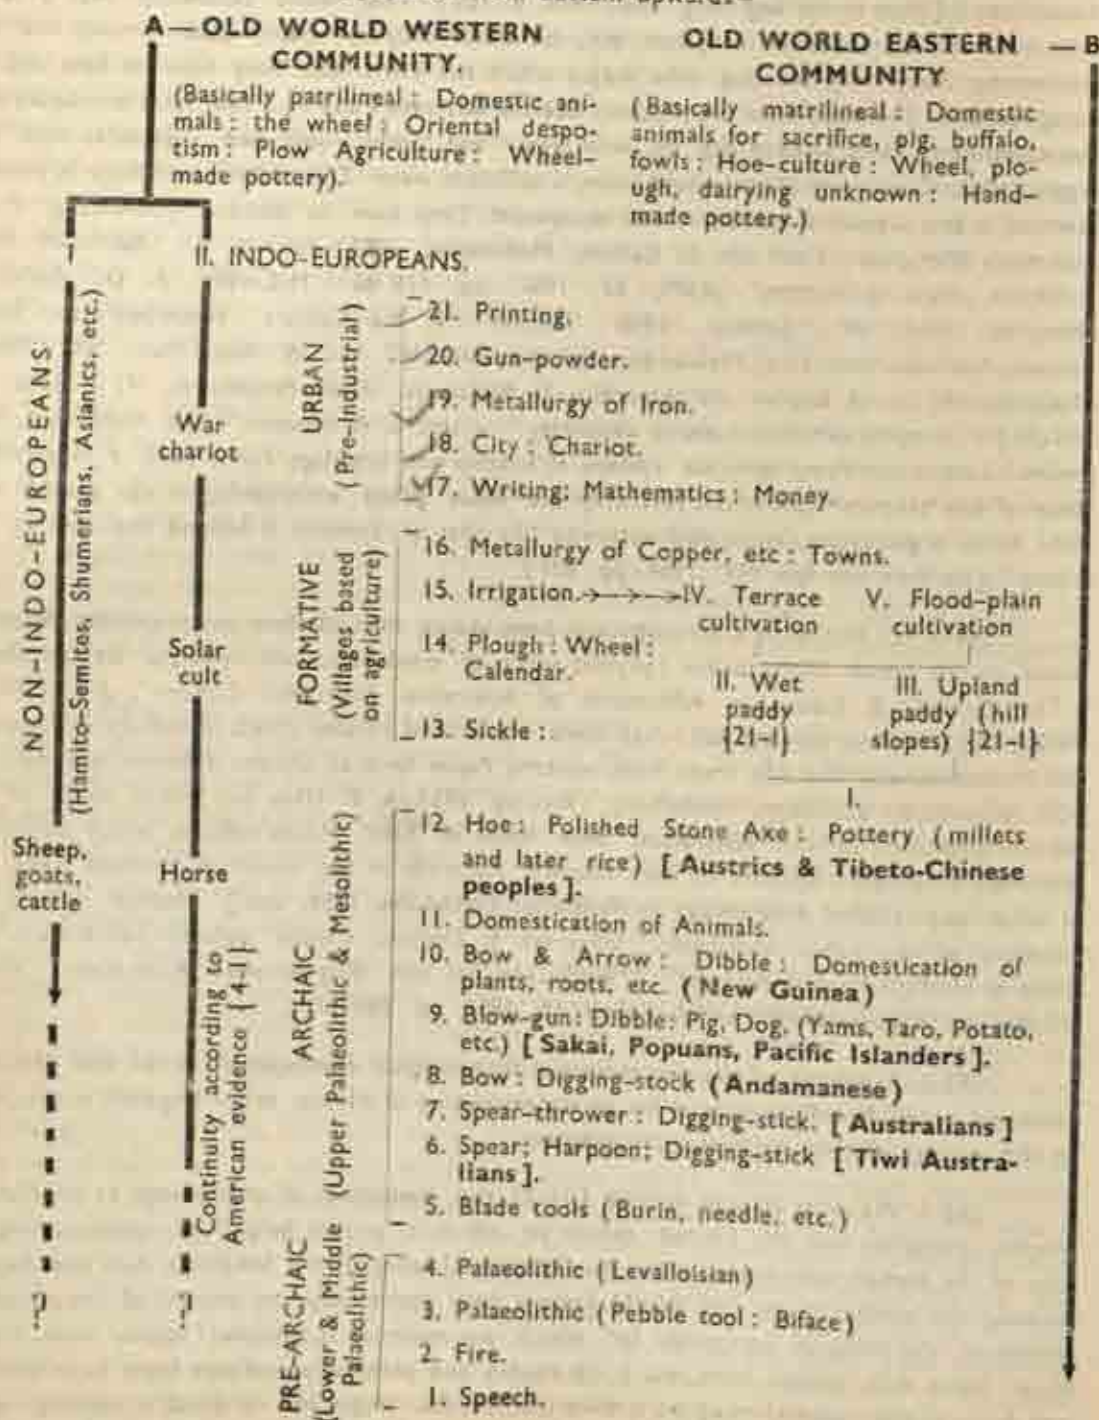 A — OLD WORLD WESTERN
COMMUNITY.
(Basically patrilineal : Domestic ani-
mals : the wheel : Oriental despo-
tism : Plow Agriculture : Wheel-
made pottery).
OLD WORLD EASTERN — B
COMMUNITY
(Basically matrilineal : Domestic
animals for sacrifice, pig, buffalo,
fowls : Hoe-culture : Wheel, plo-
ugh, dairying unknown : Hand-
made pottery.)
I
II. INDO-EUROPEANS.
NON-INDO-EUROPEANS
(Hamito-Semites, Shumerians, Asianics, etc.)
Sheep,
goats,
cattle
War
chariot
Solar
cult
Horse
Continuity according to
American evidence {4-1}
?
?
URBAN
(Pre-Industrial)
21. Printing.
20. Gun-powder.
19. Metallurgy of Iron.
18. City : Chariot.
17. Writing: Mathematics : Money
FORMATIVE
(Villages based
on agriculture)
16. Metallurgy of Copper, etc : Towns.
15. Irrigation.→→→IV. Terrace
cultivation
V. Flood-plain
cultivation
14. Plough : Wheel :
Calendar.
II. Wet
paddy
{21-1}
III. Upland
paddy (hill
slopes) {21-1}
13. Sickle :
I.
ARCHAIC
(Upper Palaeolithic & Mesolithic)
12. Hoe : Polished Stone Axe : Pottery (millets
and later rice) [Austrics & Tibeto-Chinese
peoples].
11. Domestication of Animals.
10. Bow & Arrow : Dibble : Domestication of
plants, roots, etc. (New Guinea)
9. Blow-gun: Dibble: Pig, Dog, (Yams, Taro, Potato,
etc.) [Sakai, Popuans, Pacific Islanders].
8. Bow : Digging-stock (Andamanese)
7. Spear-thrower : Digging-stick. [Australians]
6. Spear; Harpoon; Digging-stick [Tiwi Austra-
lians].
5. Blade tools (Burin, needle, etc.)
PRE-ARCHAIC
(Lower & Middle
Palaeolithic)
4. Palaeolithic (Levalloisian)
3. Palaeolithic (Pebble tool : Biface)
2. Fire.
1. Speech.